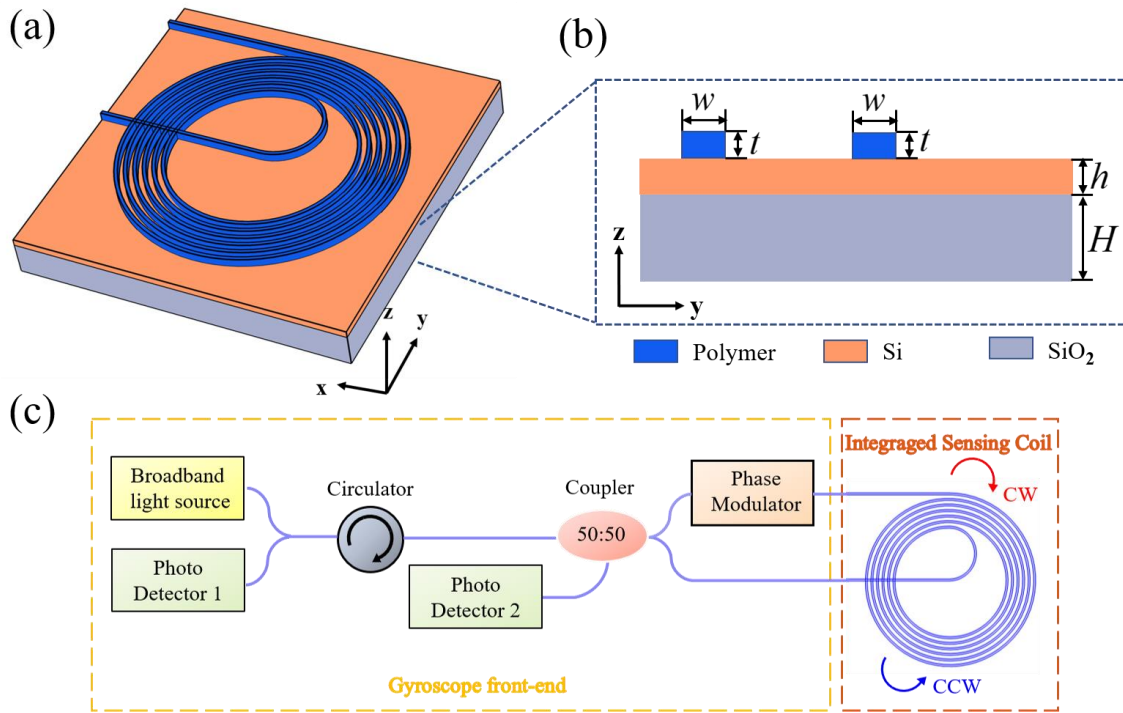 (a)
z
y
x
(b)
w
w
t
t
h
H
z
y
Polymer
Si
SiO₂
(c)
Broadband
light source
Photo
Detector 1
Circulator
Coupler
50:50
Photo
Detector 2
Phase
Modulator
Gyroscope front-end
Integraged Sensing Coil
CW
CCW